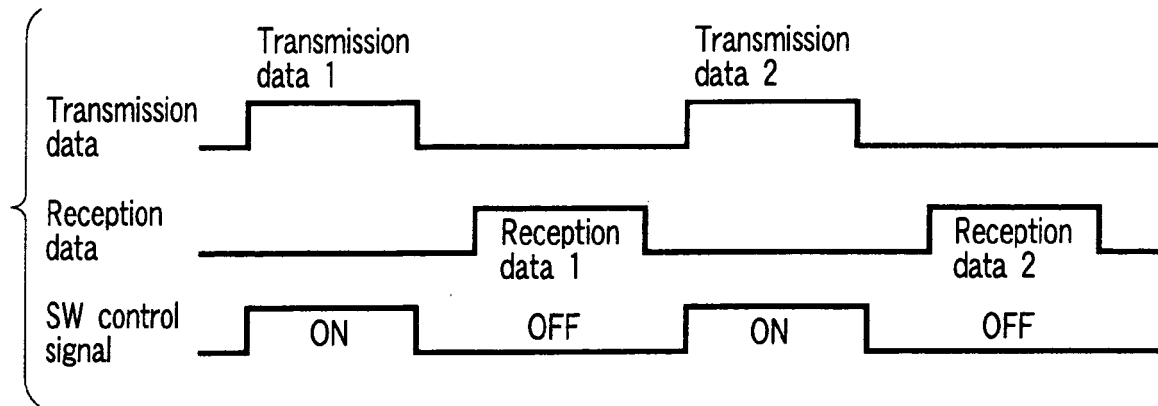 Transmission
data 1
Transmission
data 2
Transmission
data
Reception
data
Reception
data 1
Reception
data 2
SW control
signal
ON
OFF
ON
OFF